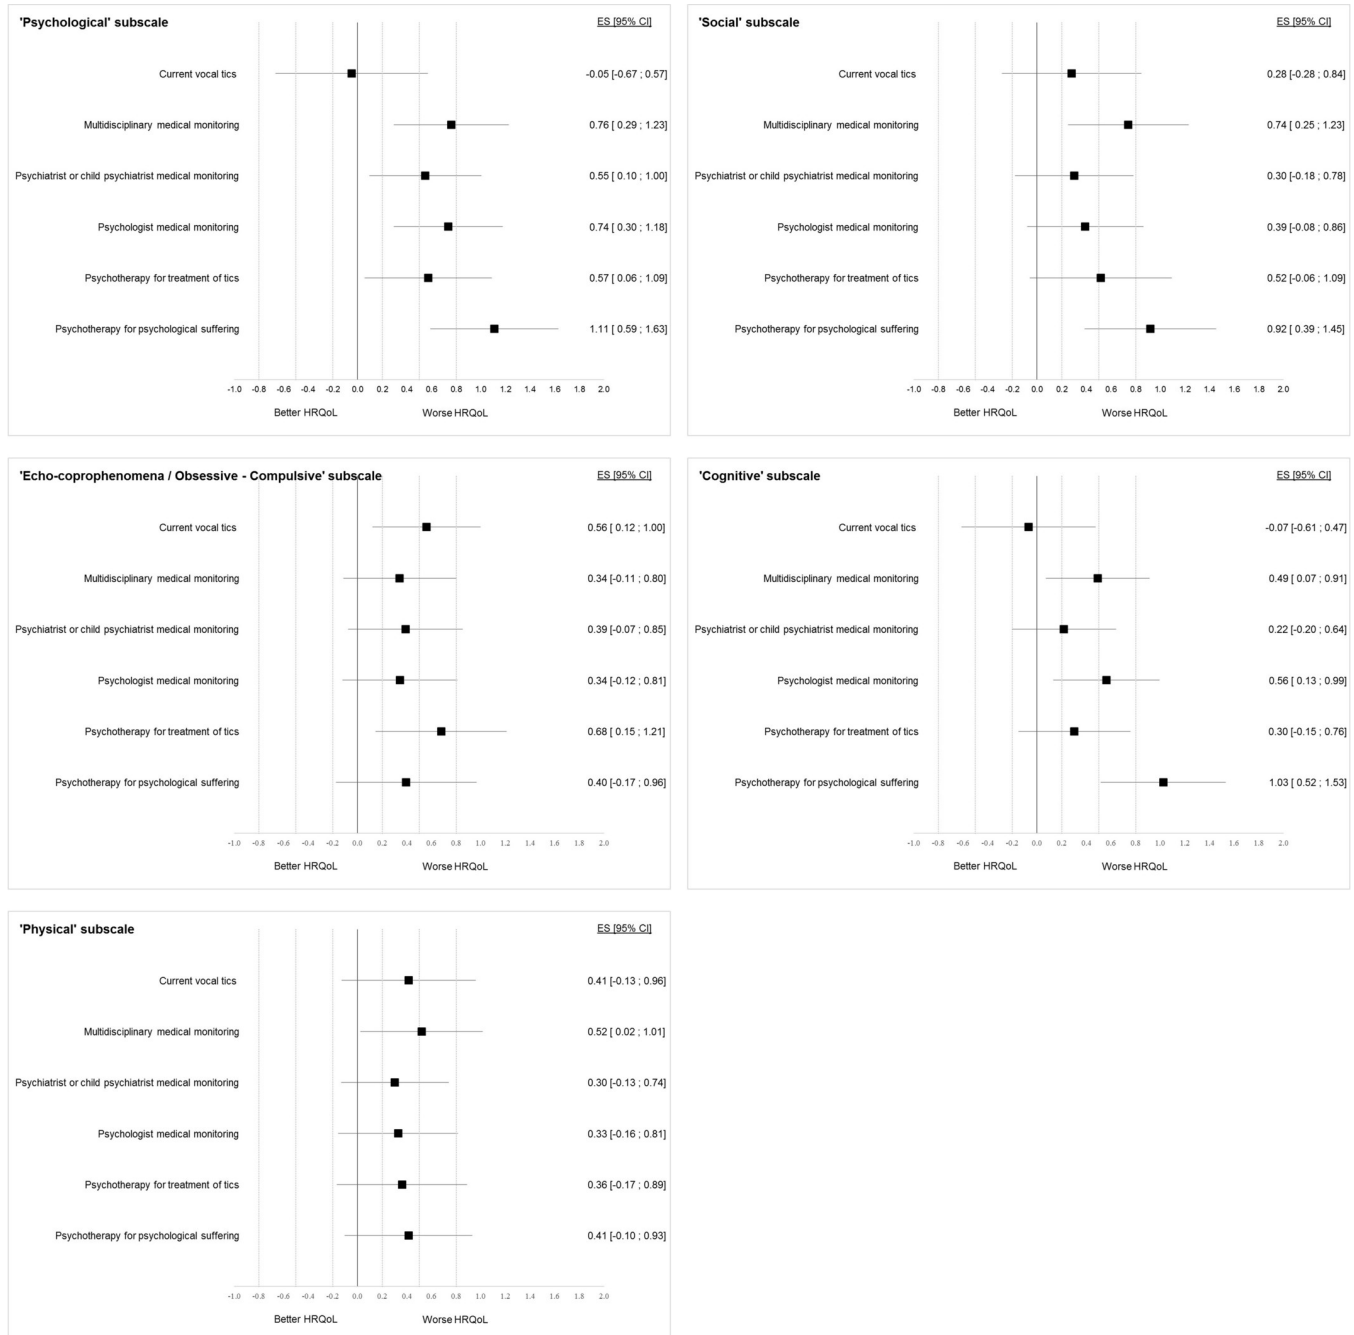 'Psychological' subscale ES [95% CI]
Current vocal tics -0.05 [-0.67 ; 0.57]
Multidisciplinary medical monitoring 0.76 [ 0.29 ; 1.23]
Psychiatrist or child psychiatrist medical monitoring 0.55 [ 0.10 ; 1.00]
Psychologist medical monitoring 0.74 [ 0.30 ; 1.18]
Psychotherapy for treatment of tics 0.57 [ 0.06 ; 1.09]
Psychotherapy for psychological suffering 1.11 [ 0.59 ; 1.63]
-1.0 -0.8 -0.6 -0.4 -0.2 0.0 0.2 0.4 0.6 0.8 1.0 1.2 1.4 1.6 1.8 2.0
Better HRQoL Worse HRQoL
'Social' subscale ES [95% CI]
Current vocal tics 0.28 [-0.28 ; 0.84]
Multidisciplinary medical monitoring 0.74 [ 0.25 ; 1.23]
Psychiatrist or child psychiatrist medical monitoring 0.30 [-0.18 ; 0.78]
Psychologist medical monitoring 0.39 [-0.08 ; 0.86]
Psychotherapy for treatment of tics 0.52 [-0.06 ; 1.09]
Psychotherapy for psychological suffering 0.92 [ 0.39 ; 1.45]
-1.0 -0.8 -0.6 -0.4 -0.2 0.0 0.2 0.4 0.6 0.8 1.0 1.2 1.4 1.6 1.8 2.0
Better HRQoL Worse HRQoL
'Echo-coprophenomena / Obsessive - Compulsive' subscale ES [95% CI]
Current vocal tics 0.56 [ 0.12 ; 1.00]
Multidisciplinary medical monitoring 0.34 [-0.11 ; 0.80]
Psychiatrist or child psychiatrist medical monitoring 0.39 [-0.07 ; 0.85]
Psychologist medical monitoring 0.34 [-0.12 ; 0.81]
Psychotherapy for treatment of tics 0.68 [ 0.15 ; 1.21]
Psychotherapy for psychological suffering 0.40 [-0.17 ; 0.96]
-1.0 -0.8 -0.6 -0.4 -0.2 0.0 0.2 0.4 0.6 0.8 1.0 1.2 1.4 1.6 1.8 2.0
Better HRQoL Worse HRQoL
'Cognitive' subscale ES [95% CI]
Current vocal tics -0.07 [-0.61 ; 0.47]
Multidisciplinary medical monitoring 0.49 [ 0.07 ; 0.91]
Psychiatrist or child psychiatrist medical monitoring 0.22 [-0.20 ; 0.64]
Psychologist medical monitoring 0.56 [ 0.13 ; 0.99]
Psychotherapy for treatment of tics 0.30 [-0.15 ; 0.76]
Psychotherapy for psychological suffering 1.03 [ 0.52 ; 1.53]
-1.0 -0.8 -0.6 -0.4 -0.2 0.0 0.2 0.4 0.6 0.8 1.0 1.2 1.4 1.6 1.8 2.0
Better HRQoL Worse HRQoL
'Physical' subscale ES [95% CI]
Current vocal tics 0.41 [-0.13 ; 0.96]
Multidisciplinary medical monitoring 0.52 [ 0.02 ; 1.01]
Psychiatrist or child psychiatrist medical monitoring 0.30 [-0.13 ; 0.74]
Psychologist medical monitoring 0.33 [-0.16 ; 0.81]
Psychotherapy for treatment of tics 0.36 [-0.17 ; 0.89]
Psychotherapy for psychological suffering 0.41 [-0.10 ; 0.93]
-1.0 -0.8 -0.6 -0.4 -0.2 0.0 0.2 0.4 0.6 0.8 1.0 1.2 1.4 1.6 1.8 2.0
Better HRQoL Worse HRQoL